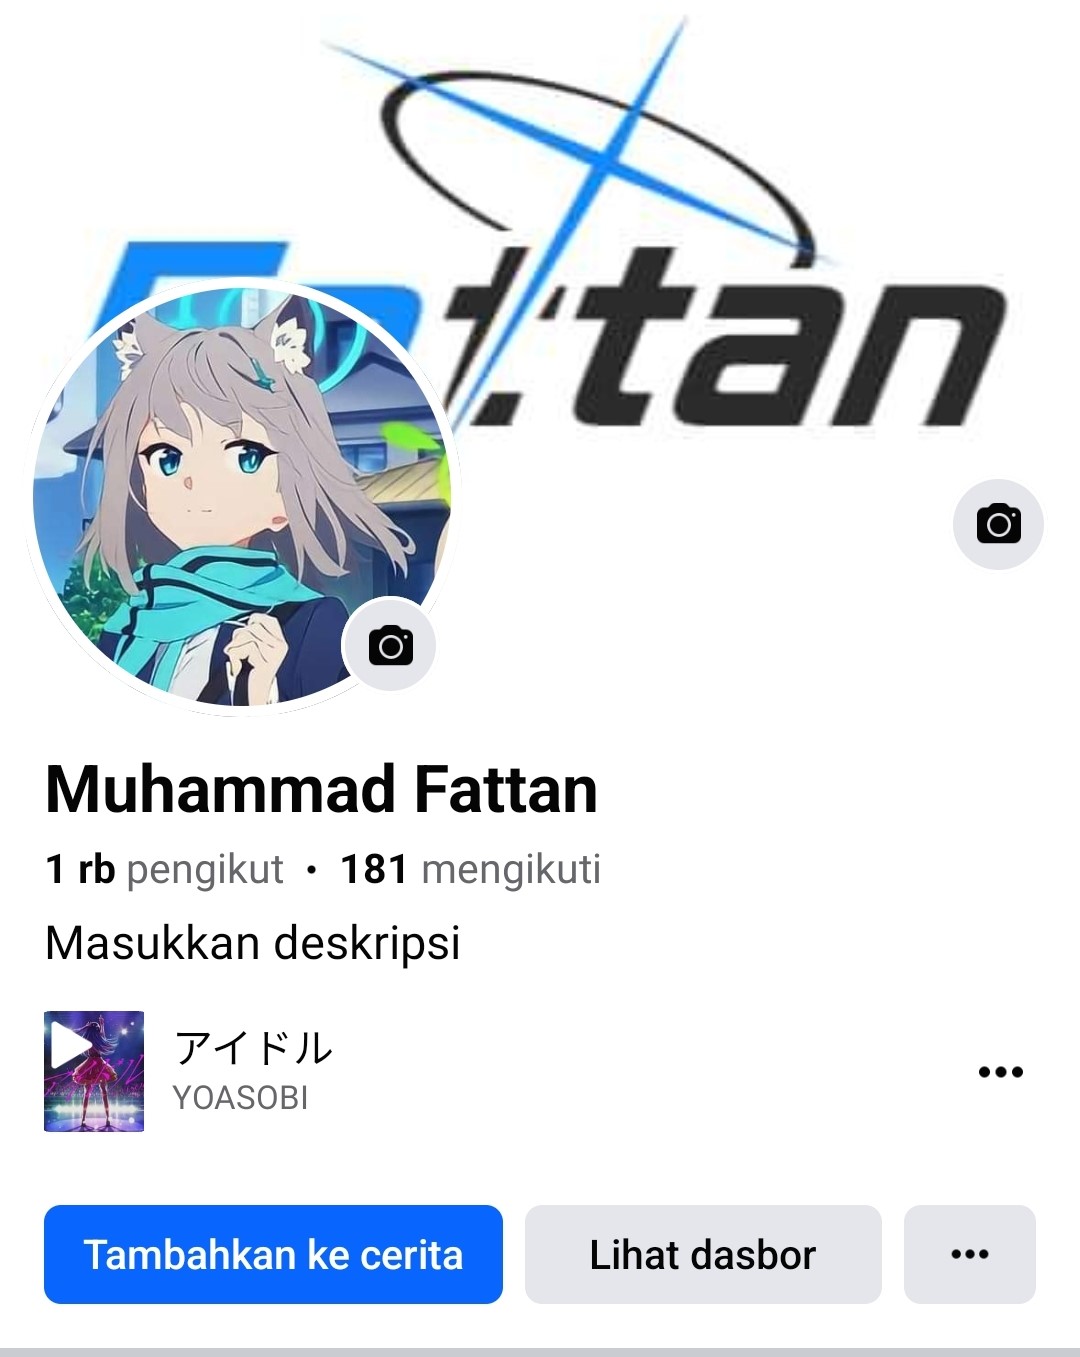 Fattan
Muhammad Fattan
1 rb pengikut • 181 mengikuti
Masukkan deskripsi
アイドル
YOASOBI
Tambahkan ke cerita
Lihat dasbor